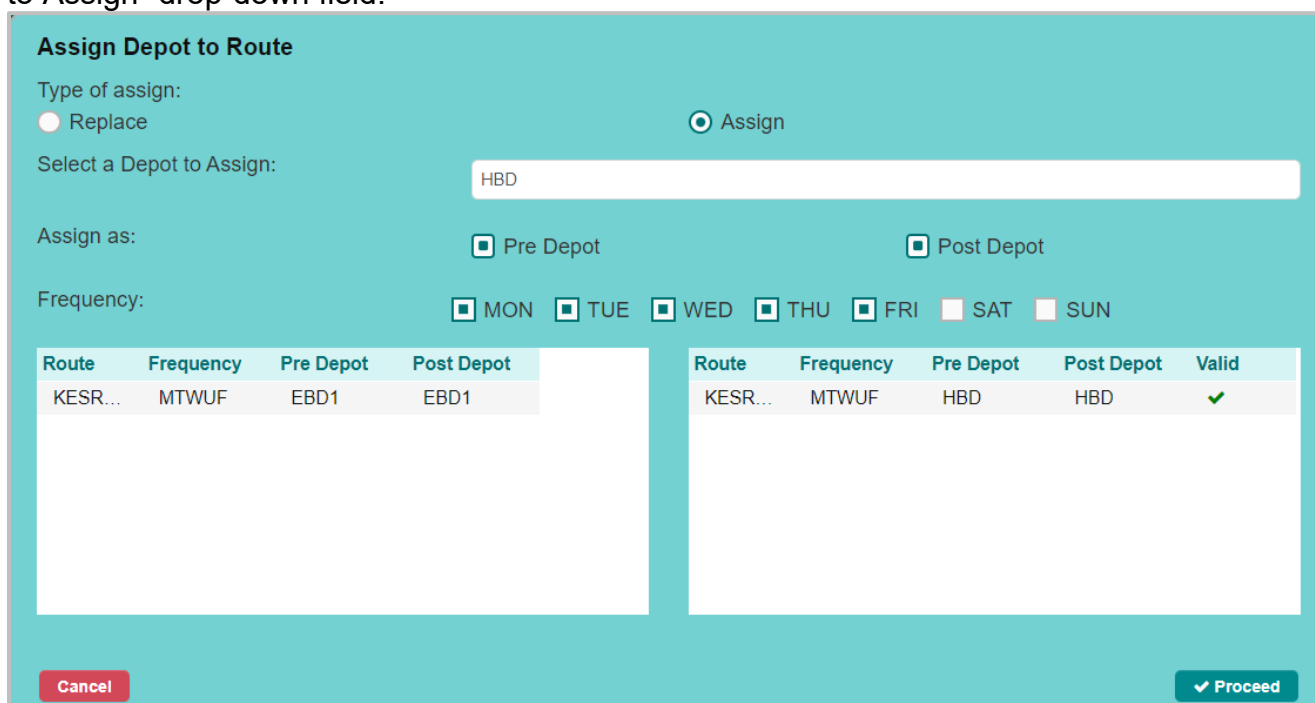 to Assign" drop-down field.
Assign Depot to Route
Type of assign:
Replace Assign
Select a Depot to Assign: HBD
Assign as: Pre Depot Post Depot
Frequency: MON TUE WED THU FRI SAT SUN
Route Frequency Pre Depot Post Depot Route Frequency Pre Depot Post Depot Valid
KESR... MTWUF EBD1 EBD1 KESR... MTWUF HBD HBD
Cancel Proceed